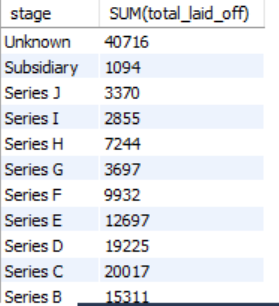 stage SUM(total_laid_off)
Unknown 40716
Subsidiary 1094
Series J 3370
Series I 2855
Series H 7244
Series G 3697
Series F 9932
Series E 12697
Series D 19225
Series C 20017
Series B 15311